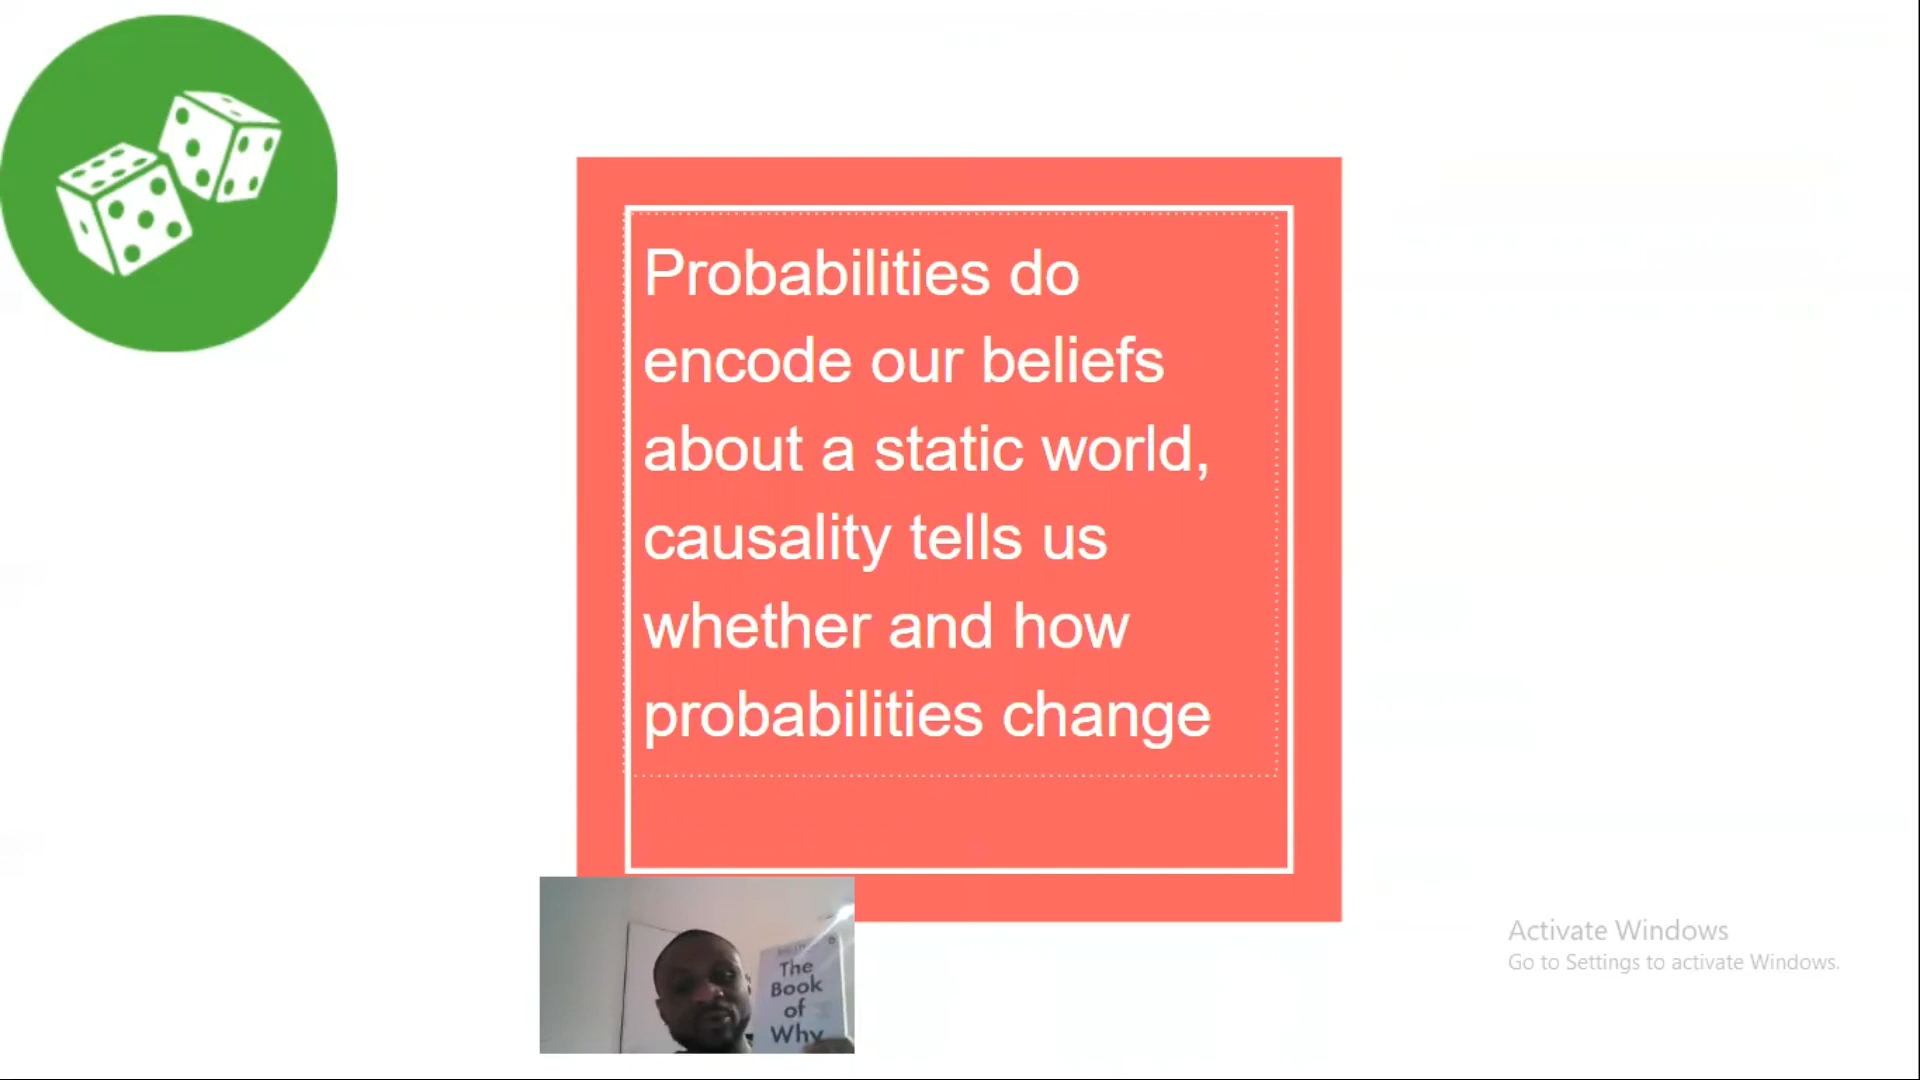 Probabilities do
encode our beliefs
about a static world,
causality tells us
whether and how
probabilities change
The
Book
of
Why
Activate Windows
Go to Settings to activate Windows.